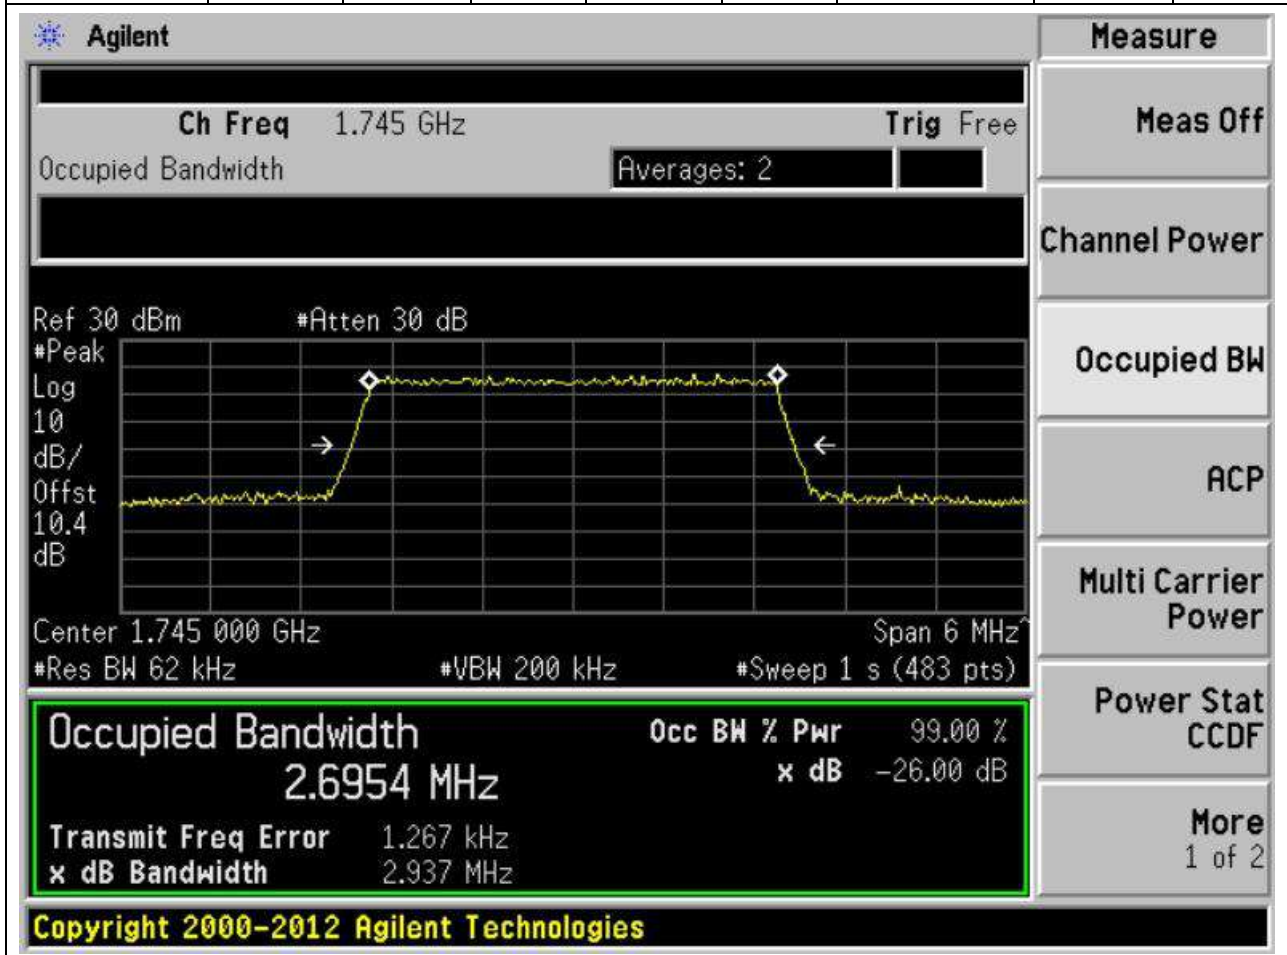 Agilent
Measure
Ch Freq 1.745 GHz Trig Free
Meas Off
Occupied Bandwidth Averages: 2
Channel Power
Ref 30 dBm #Atten 30 dB
#Peak
Log
10
dB/
Offst
10.4
dB
Occupied BW
ACP
Multi Carrier
Power
Center 1.745 000 GHz Span 6 MHz^
#Res BW 62 kHz #VBW 200 kHz #Sweep 1 s (483 pts)
Power Stat
CCDF
Occupied Bandwidth Occ BW % Pwr 99.00 %
2.6954 MHz x dB -26.00 dB
Transmit Freq Error 1.267 kHz
x dB Bandwidth 2.937 MHz
More
1 of 2
Copyright 2000-2012 Agilent Technologies